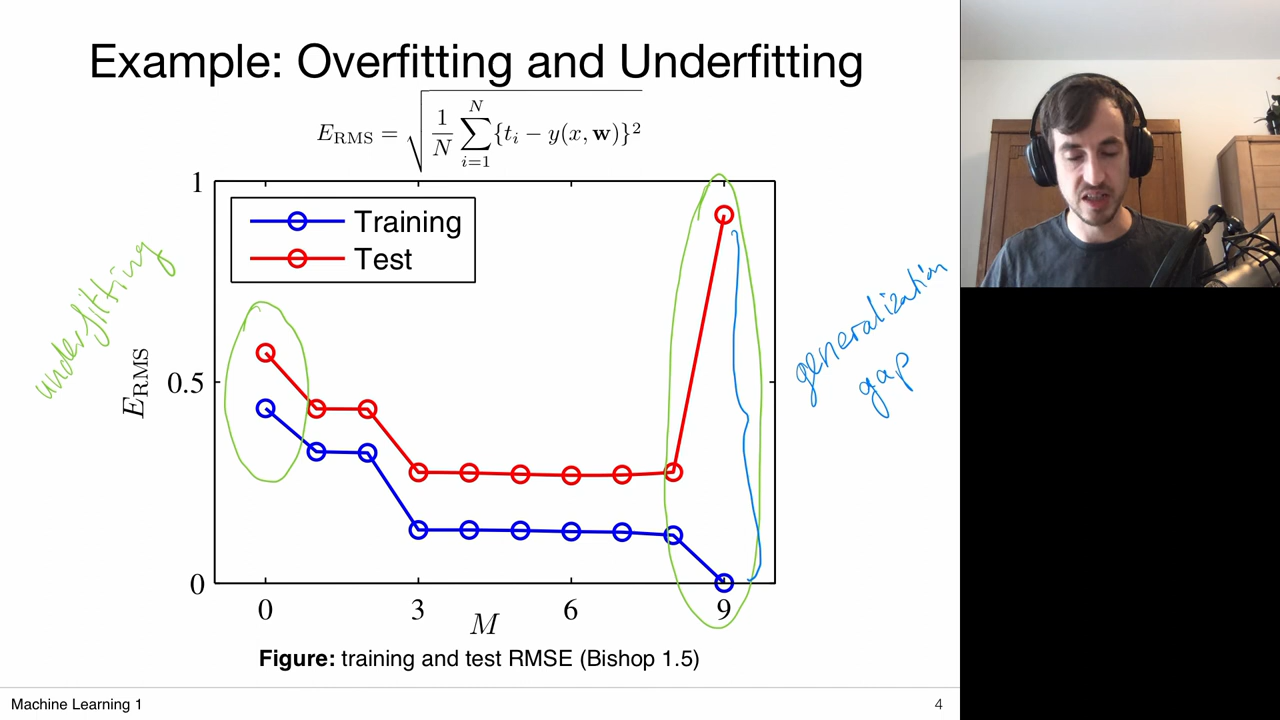 Example: Overfitting and Underfitting
E_RMS = √(1/N ∑_{i=1}^{N} {t_i − y(x, w)}²)
1
Training
Test
underfitting
generalization
gap
0.5
E_RMS
0
0 3 6 9
M
Figure: training and test RMSE (Bishop 1.5)
Machine Learning 1
4